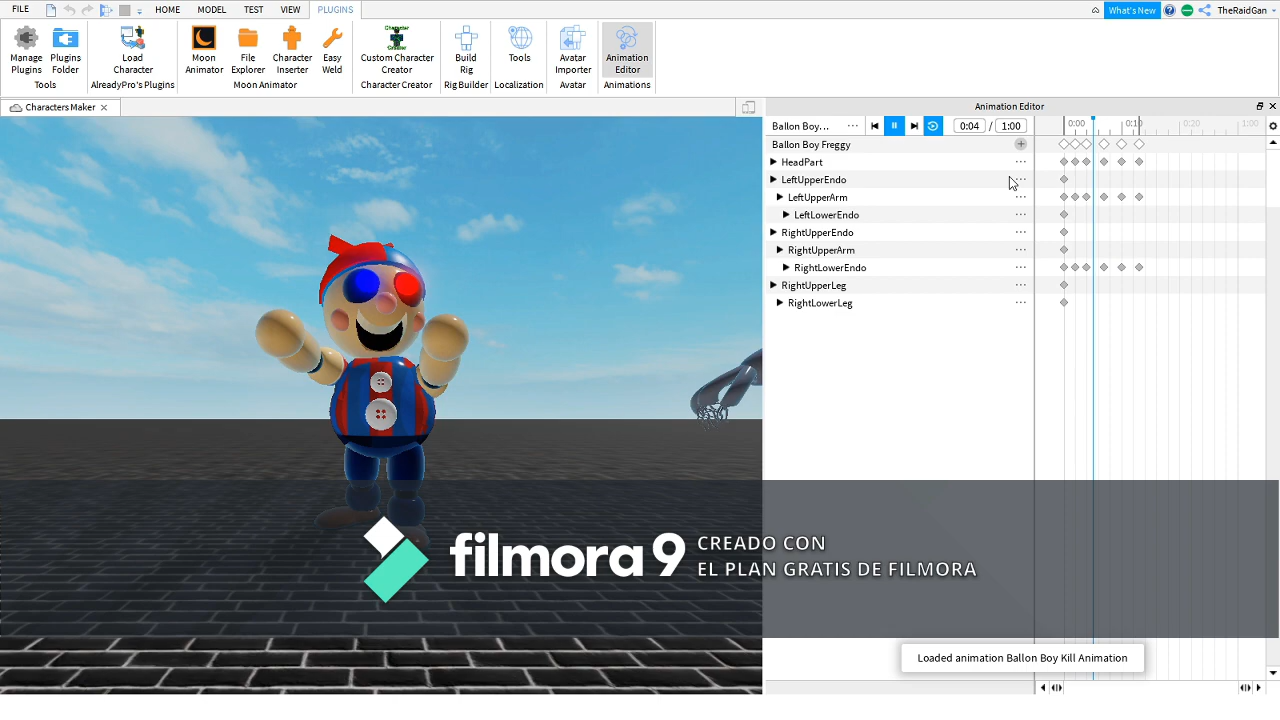 FILE HOME MODEL TEST VIEW PLUGINS What's New TheRaidGan
Manage Plugins
Plugins Folder
Tools
Load Character
AlreadyPro's Plugins
Moon Animator
File Explorer
Character Inserter
Easy Weld
Moon Animator
Character Creator
Custom Character Creator
Character Creator
Build Rig
Rig Builder
Tools
Localization
Avatar Importer
Avatar
Animation Editor
Animations
Characters Maker
Animation Editor
Ballon Boy... ... 0:04 / 1:00 0:00 0:10 0:20 1:00
Ballon Boy Freggy
HeadPart
LeftUpperEndo
LeftUpperArm
LeftLowerEndo
RightUpperEndo
RightUpperArm
RightLowerEndo
RightUpperLeg
RightLowerLeg
filmora 9
CREADO CON
EL PLAN GRATIS DE FILMORA
Loaded animation Ballon Boy Kill Animation